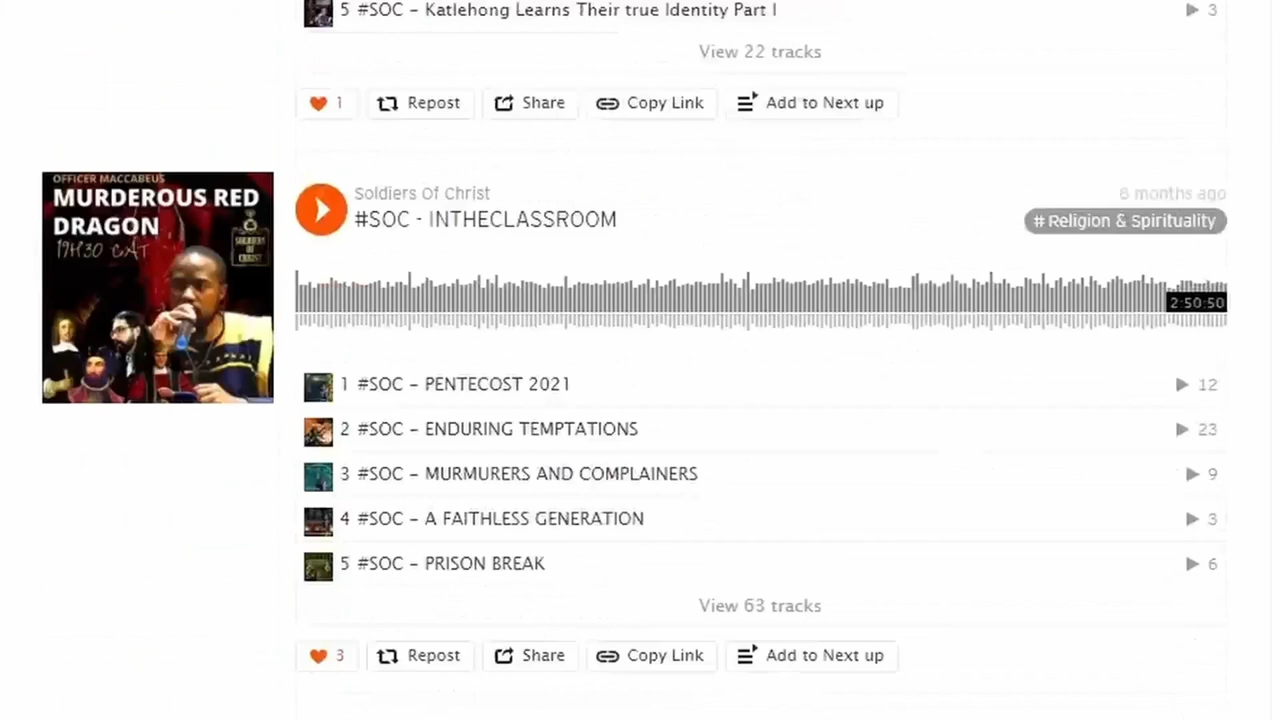 5 #SOC – Katlehong Learns Their true Identity Part I
3
View 22 tracks
1
Repost
Share
Copy Link
Add to Next up
OFFICER MACCABEUS
MURDEROUS RED
DRAGON
19H30 CAT
SOLDIERS
OF
CHRIST
Soldiers Of Christ
6 months ago
#SOC - INTHECLASSROOM
# Religion & Spirituality
2:50:50
1 #SOC – PENTECOST 2021
12
2 #SOC – ENDURING TEMPTATIONS
23
3 #SOC – MURMURERS AND COMPLAINERS
9
4 #SOC – A FAITHLESS GENERATION
3
5 #SOC – PRISON BREAK
6
View 63 tracks
3
Repost
Share
Copy Link
Add to Next up